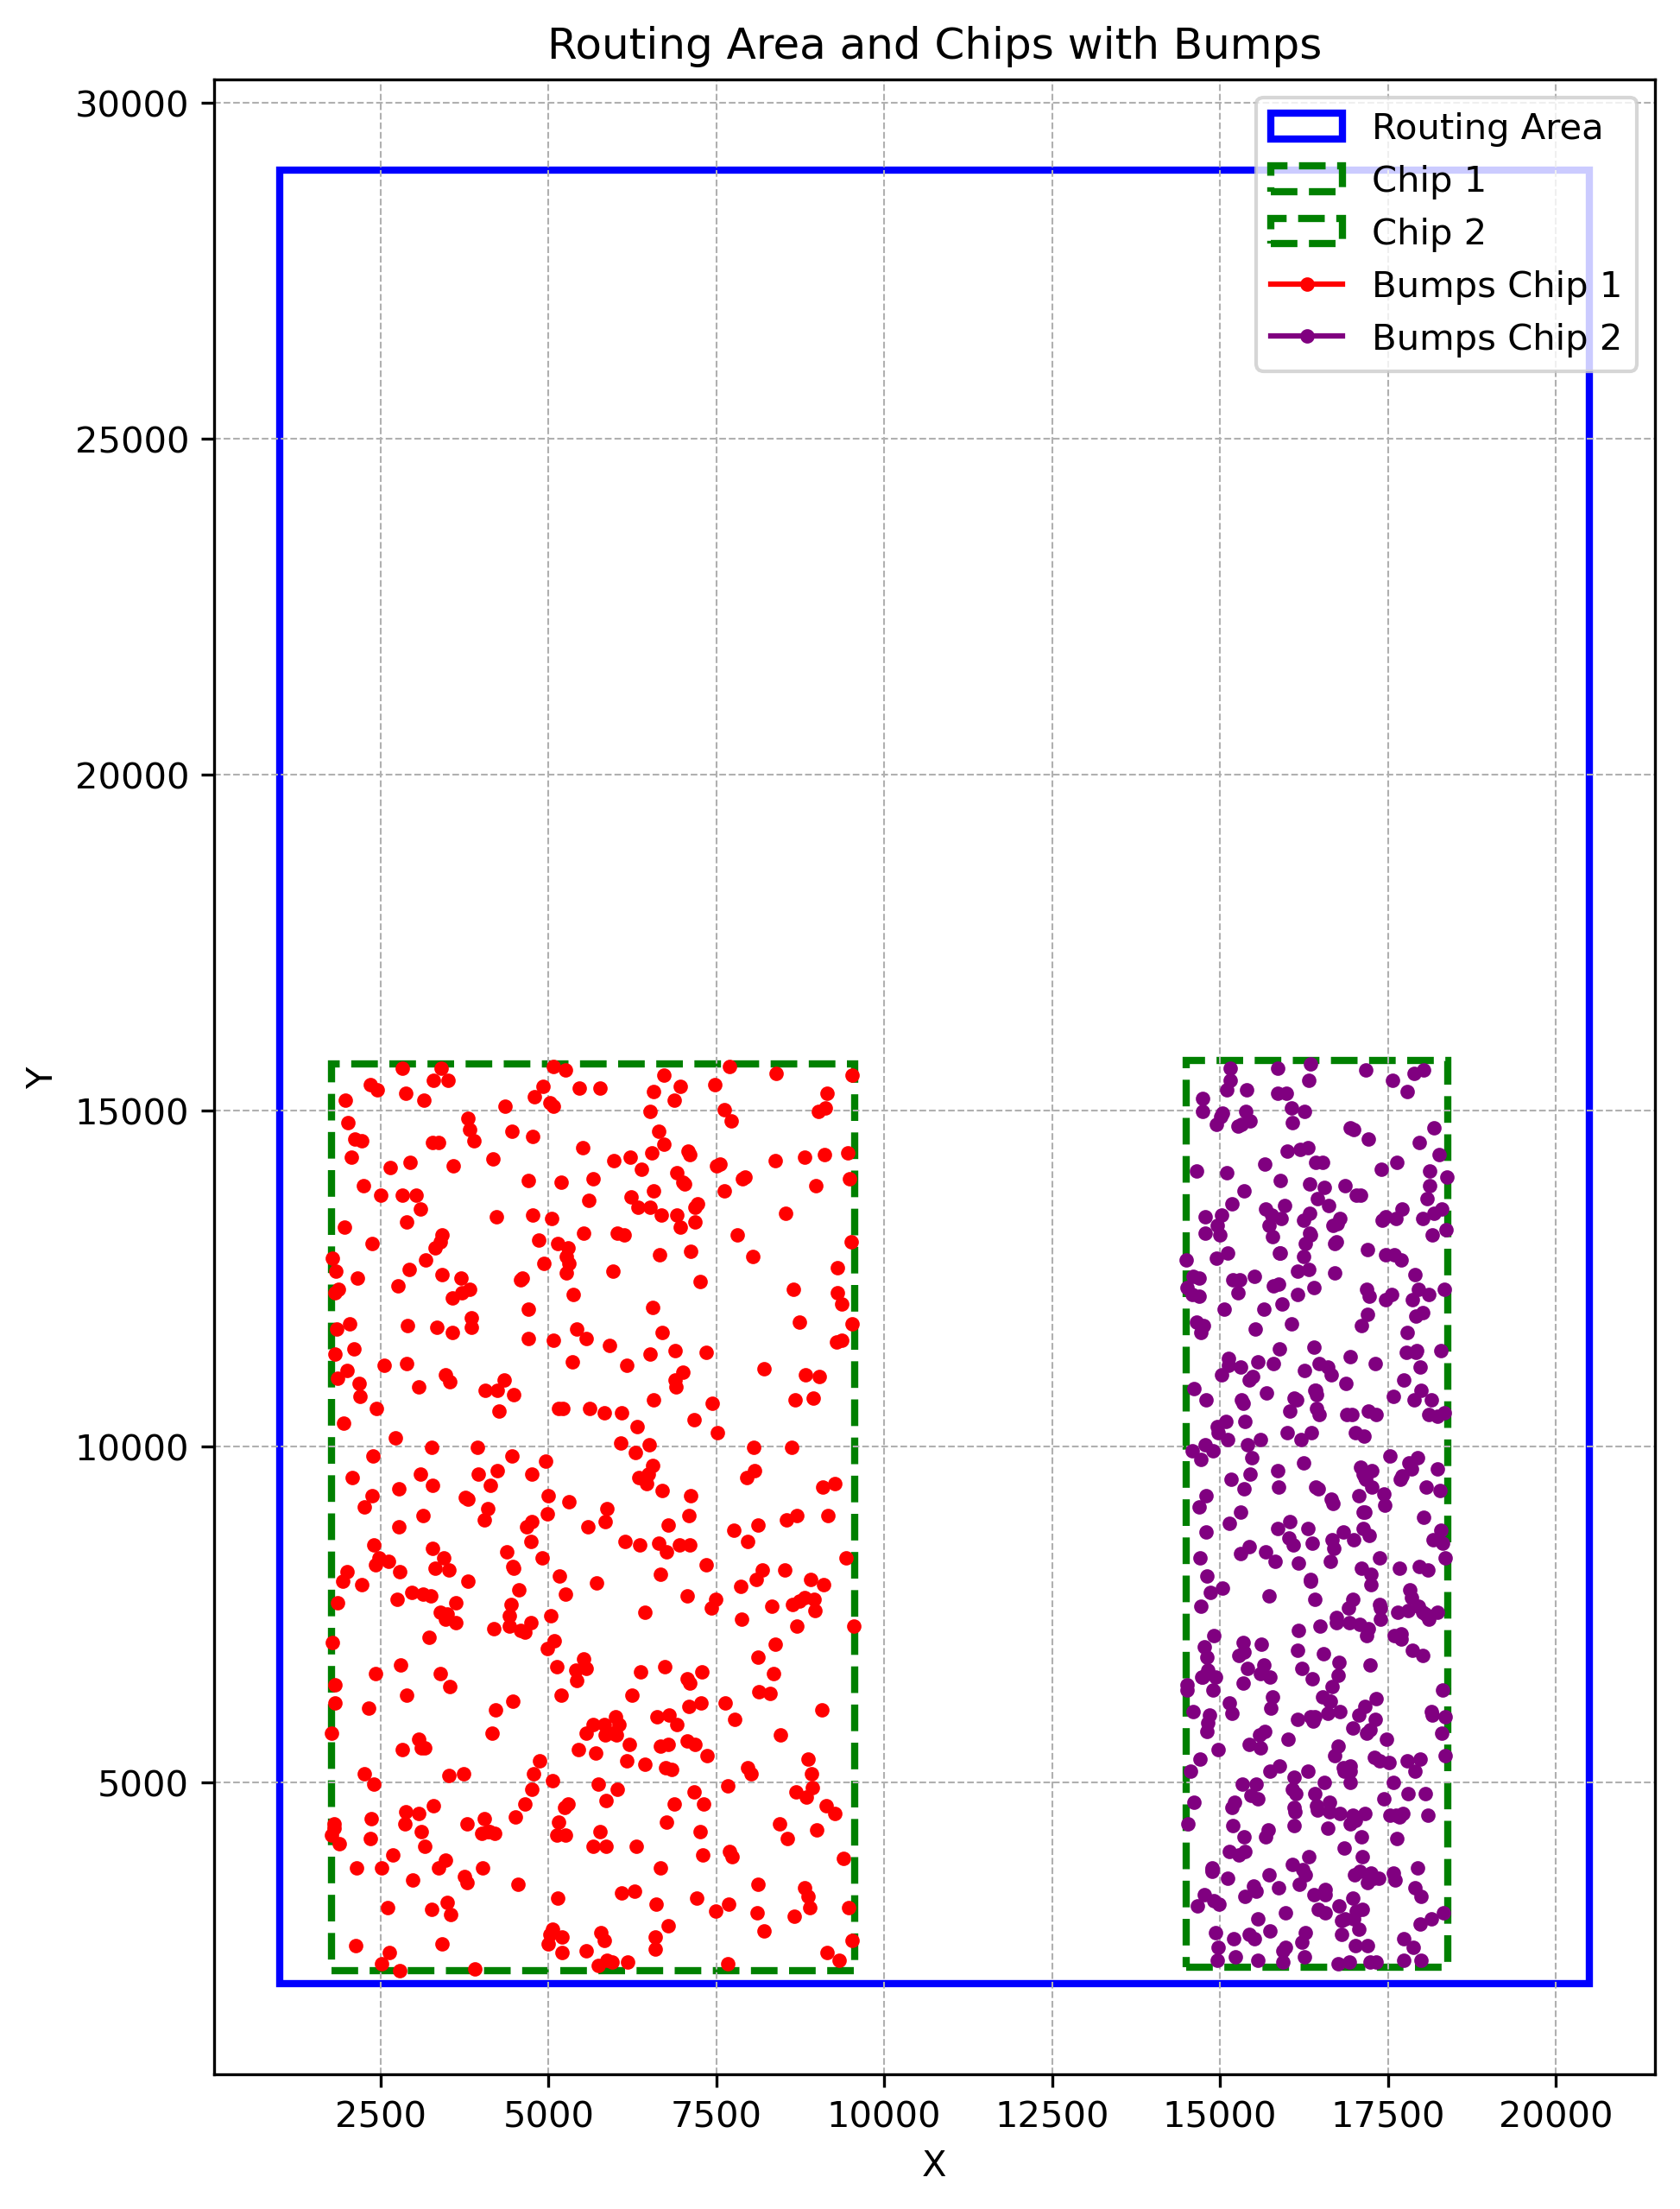 Routing Area and Chips with Bumps
30000
25000
20000
15000
10000
5000
Y
Routing Area
Chip 1
Chip 2
Bumps Chip 1
Bumps Chip 2
2500 5000 7500 10000 12500 15000 17500 20000
X